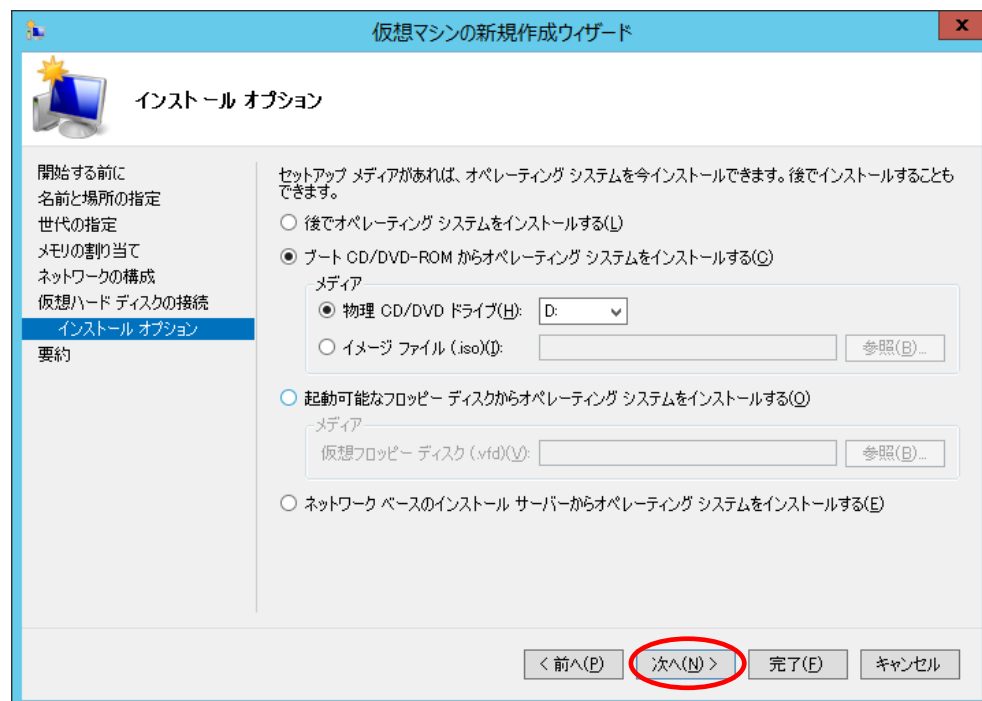 仮想マシンの新規作成ウィザード
x
インストール オプション
開始する前に
名前と場所の指定
世代の指定
メモリの割り当て
ネットワークの構成
仮想ハード ディスクの接続
インストール オプション
要約
セットアップ メディアがあれば、オペレーティング システムを今インストールできます。後でインストールすることも
できます。
後でオペレーティング システムをインストールする(L)
ブート CD/DVD-ROM からオペレーティング システムをインストールする(C)
メディア
物理 CD/DVD ドライブ(H): D:
イメージ ファイル (.iso)(I): 参照(B)...
起動可能なフロッピー ディスクからオペレーティング システムをインストールする(O)
メディア
仮想フロッピー ディスク (.vfd)(V): 参照(B)...
ネットワーク ベースのインストール サーバーからオペレーティング システムをインストールする(E)
< 前へ(P) 次へ(N) > 完了(F) キャンセル